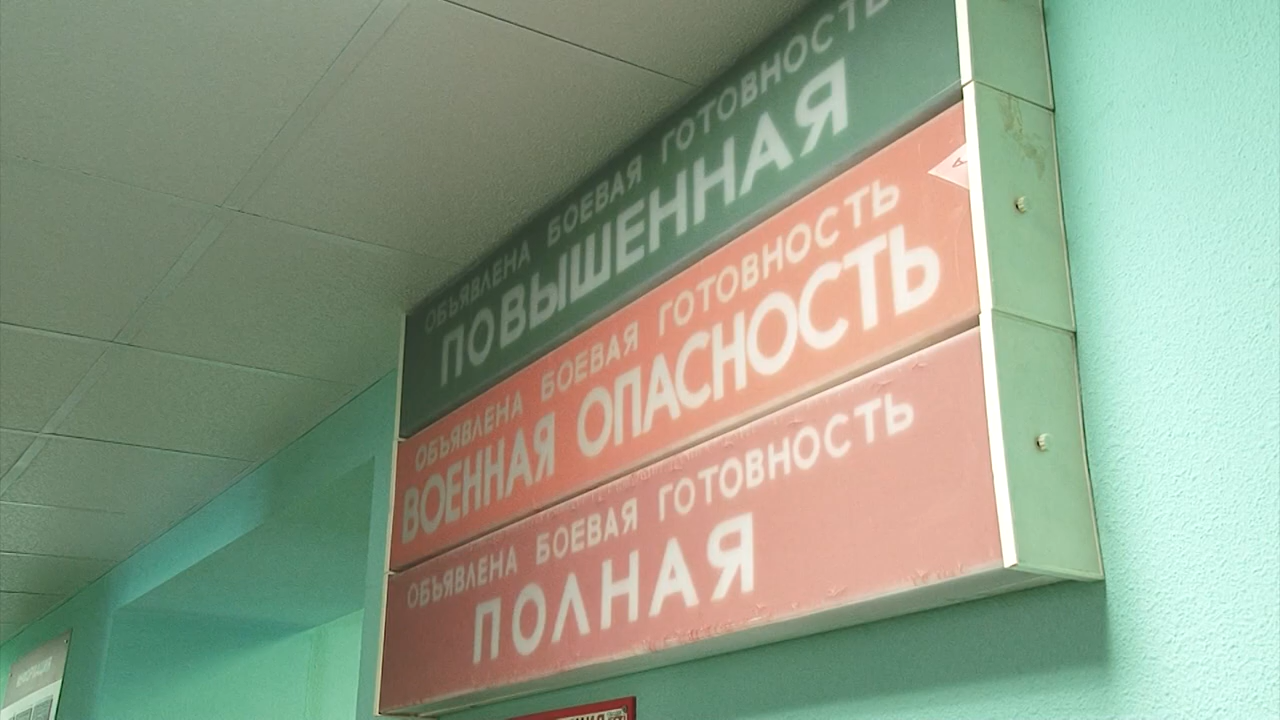 ОБЪЯВЛЕНА БОЕВАЯ ГОТОВНОСТЬ
ПОВЫШЕННАЯ
ОБЪЯВЛЕНА БОЕВАЯ ГОТОВНОСТЬ
ВОЕННАЯ ОПАСНОСТЬ
ОБЪЯВЛЕНА БОЕВАЯ ГОТОВНОСТЬ
ПОЛНАЯ